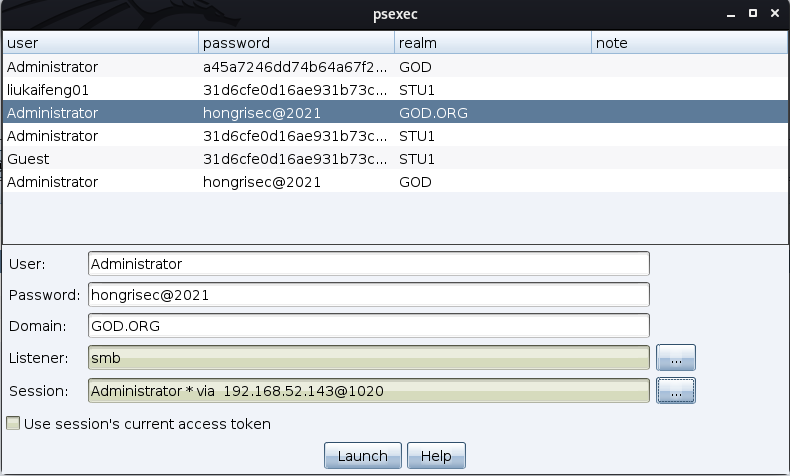 psexec
user password realm note
Administrator a45a7246dd74b64a67f2... GOD
liukaifeng01 31d6cfe0d16ae931b73c... STU1
Administrator hongrisec@2021 GOD.ORG
Administrator 31d6cfe0d16ae931b73c... STU1
Guest 31d6cfe0d16ae931b73c... STU1
Administrator hongrisec@2021 GOD
User: Administrator
Password: hongrisec@2021
Domain: GOD.ORG
Listener: smb ...
Session: Administrator * via 192.168.52.143@1020 ...
Use session's current access token
Launch Help